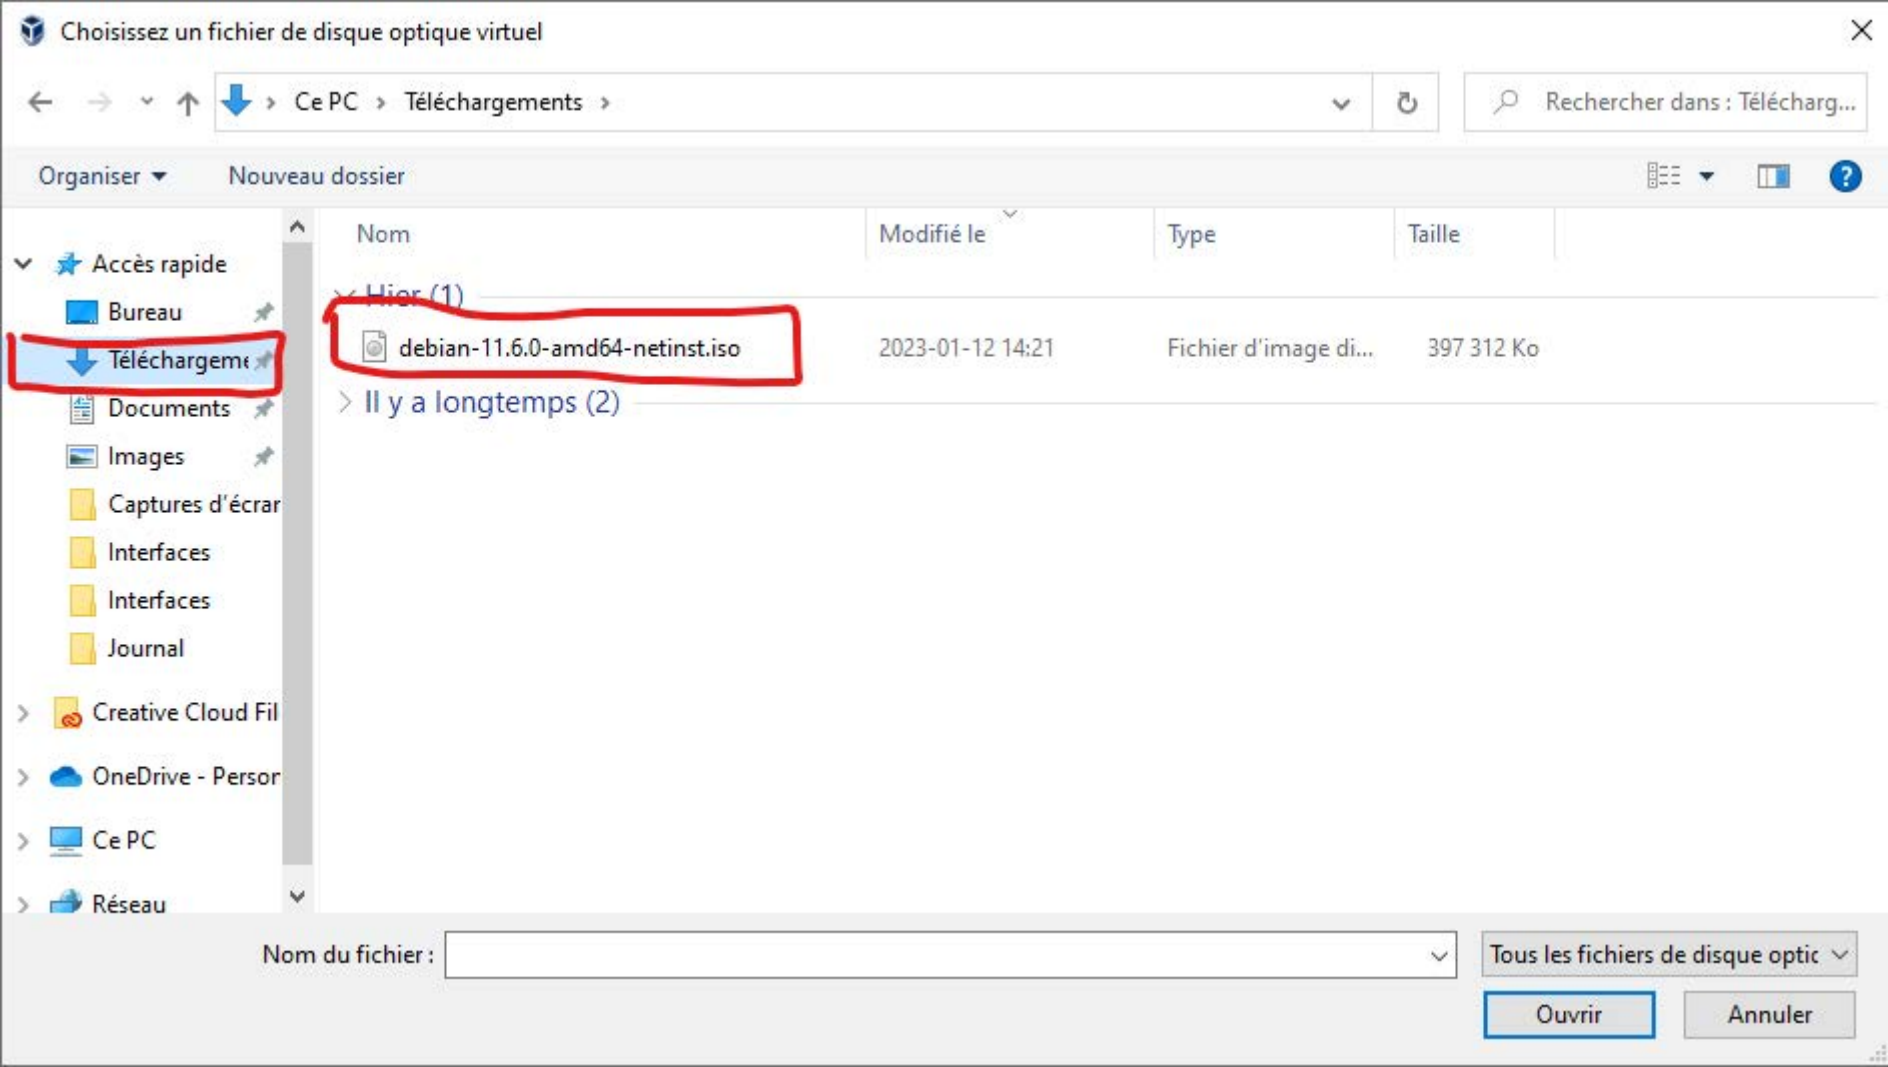 Choisissez un fichier de disque optique virtuel
Ce PC > Téléchargements >
Rechercher dans : Télécharg...
Organiser
Nouveau dossier
?
Nom
Modifié le
Type
Taille
Accès rapide
Bureau
Téléchargeme
Documents
Images
Captures d'écrar
Interfaces
Interfaces
Journal
Creative Cloud Fil
OneDrive - Person
Ce PC
Réseau
Hier (1)
debian-11.6.0-amd64-netinst.iso 2023-01-12 14:21 Fichier d'image di... 397 312 Ko
Il y a longtemps (2)
Nom du fichier :
Tous les fichiers de disque optic
Ouvrir
Annuler